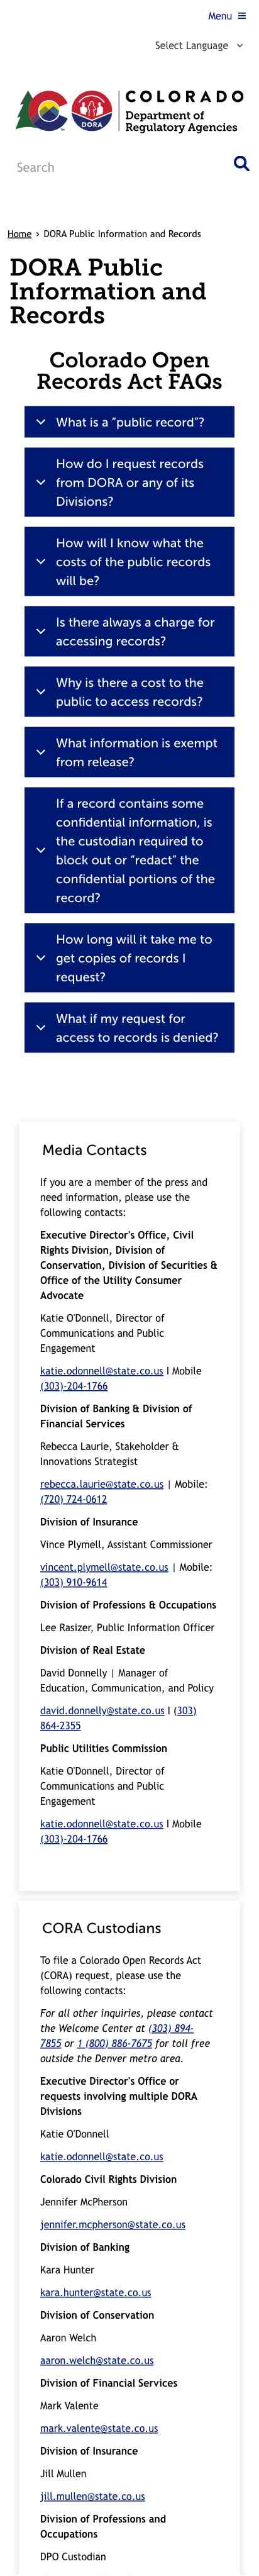 Menu
Select Language
COLORADO
Department of
Regulatory Agencies
DORA
Search
Home › DORA Public Information and Records
DORA Public
Information and
Records
Colorado Open
Records Act FAQs
What is a “public record”?
How do I request records
from DORA or any of its
Divisions?
How will I know what the
costs of the public records
will be?
Is there always a charge for
accessing records?
Why is there a cost to the
public to access records?
What information is exempt
from release?
If a record contains some
confidential information, is
the custodian required to
block out or “redact” the
confidential portions of the
record?
How long will it take me to
get copies of records I
request?
What if my request for
access to records is denied?
Media Contacts
If you are a member of the press and
need information, please use the
following contacts:
Executive Director's Office, Civil
Rights Division, Division of
Conservation, Division of Securities &
Office of the Utility Consumer
Advocate
Katie O'Donnell, Director of
Communications and Public
Engagement
katie.odonnell@state.co.us I Mobile
(303)-204-1766
Division of Banking & Division of
Financial Services
Rebecca Laurie, Stakeholder &
Innovations Strategist
rebecca.laurie@state.co.us | Mobile:
(720) 724-0612
Division of Insurance
Vince Plymell, Assistant Commissioner
vincent.plymell@state.co.us | Mobile:
(303) 910-9614
Division of Professions & Occupations
Lee Rasizer, Public Information Officer
Division of Real Estate
David Donnelly | Manager of
Education, Communication, and Policy
david.donnelly@state.co.us I (303)
864-2355
Public Utilities Commission
Katie O'Donnell, Director of
Communications and Public
Engagement
katie.odonnell@state.co.us I Mobile
(303)-204-1766
CORA Custodians
To file a Colorado Open Records Act
(CORA) request, please use the
following contacts:
For all other inquiries, please contact
the Welcome Center at (303) 894-
7855 or 1 (800) 886-7675 for toll free
outside the Denver metro area.
Executive Director's Office or
requests involving multiple DORA
Divisions
Katie O'Donnell
katie.odonnell@state.co.us
Colorado Civil Rights Division
Jennifer McPherson
jennifer.mcpherson@state.co.us
Division of Banking
Kara Hunter
kara.hunter@state.co.us
Division of Conservation
Aaron Welch
aaron.welch@state.co.us
Division of Financial Services
Mark Valente
mark.valente@state.co.us
Division of Insurance
Jill Mullen
jill.mullen@state.co.us
Division of Professions and
Occupations
DPO Custodian